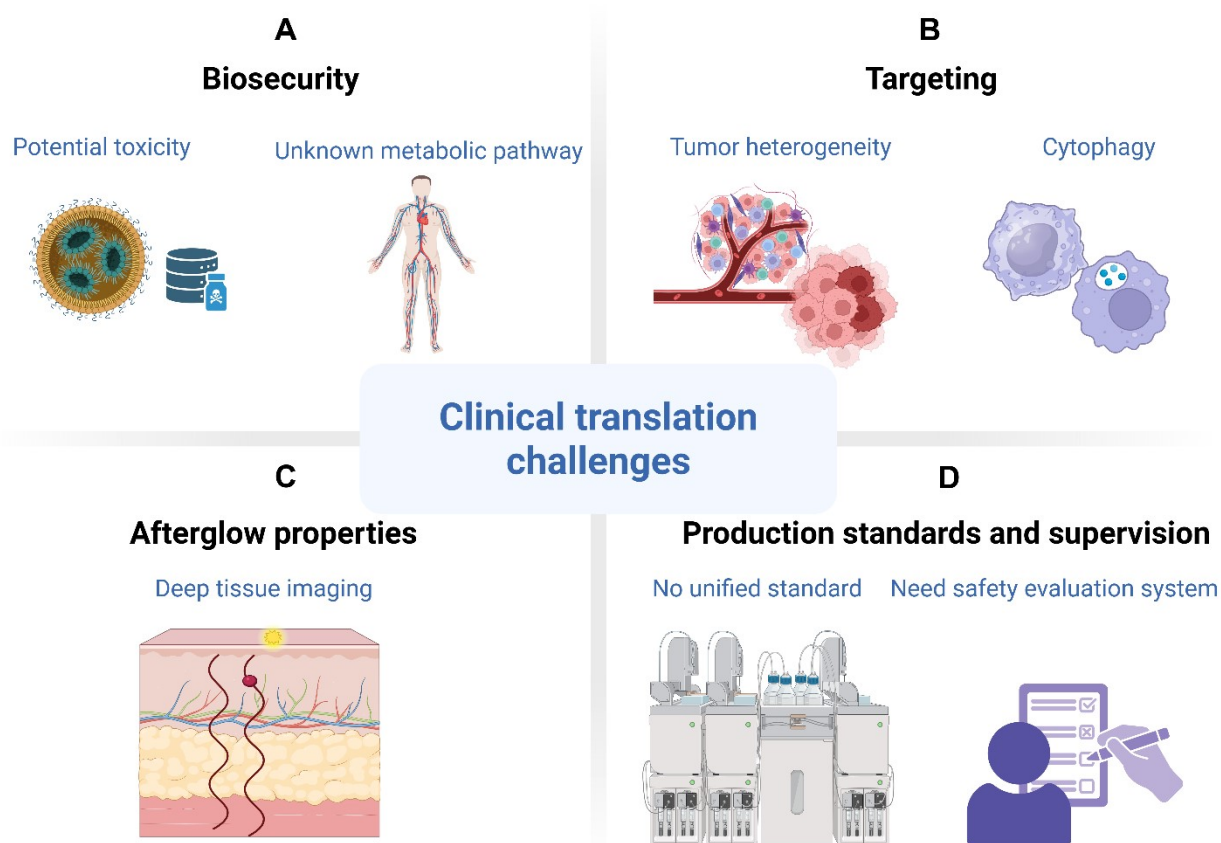 A
Biosecurity
Potential toxicity
Unknown metabolic pathway
B
Targeting
Tumor heterogeneity
Cytophagy
Clinical translation
challenges
C
Afterglow properties
Deep tissue imaging
D
Production standards and supervision
No unified standard
Need safety evaluation system